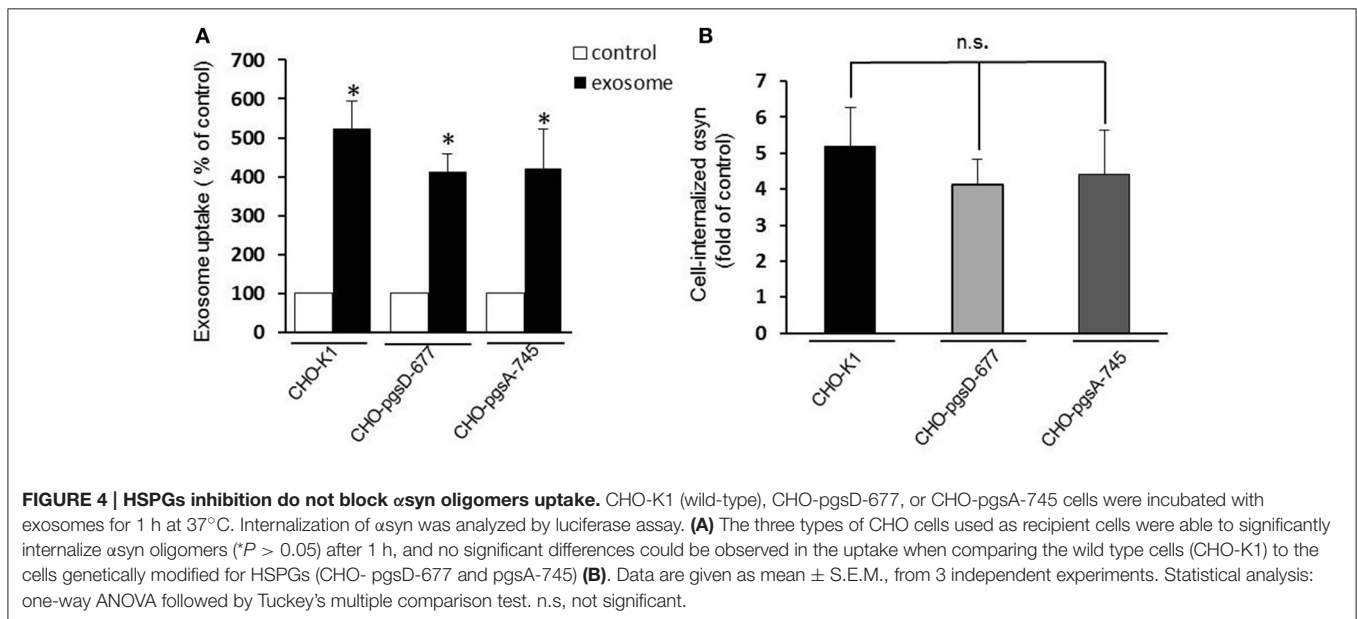 A
B
Exosome uptake ( % of control)
700
600
500
400
300
200
100
0
control
exosome
*
*
*
CHO-K1
CHO-pgsD-677
CHO-pgsA-745
n.s.
Cell-internalized αsyn
(fold of control)
7
6
5
4
3
2
1
0
CHO-K1
CHO-pgsD-677
CHO-pgsA-745
FIGURE 4 | HSPGs inhibition do not block αsyn oligomers uptake. CHO-K1 (wild-type), CHO-pgsD-677, or CHO-pgsA-745 cells were incubated with
exosomes for 1 h at 37°C. Internalization of αsyn was analyzed by luciferase assay. (A) The three types of CHO cells used as recipient cells were able to significantly
internalize αsyn oligomers (*P > 0.05) after 1 h, and no significant differences could be observed in the uptake when comparing the wild type cells (CHO-K1) to the
cells genetically modified for HSPGs (CHO- pgsD-677 and pgsA-745) (B). Data are given as mean ± S.E.M., from 3 independent experiments. Statistical analysis:
one-way ANOVA followed by Tuckey's multiple comparison test. n.s, not significant.